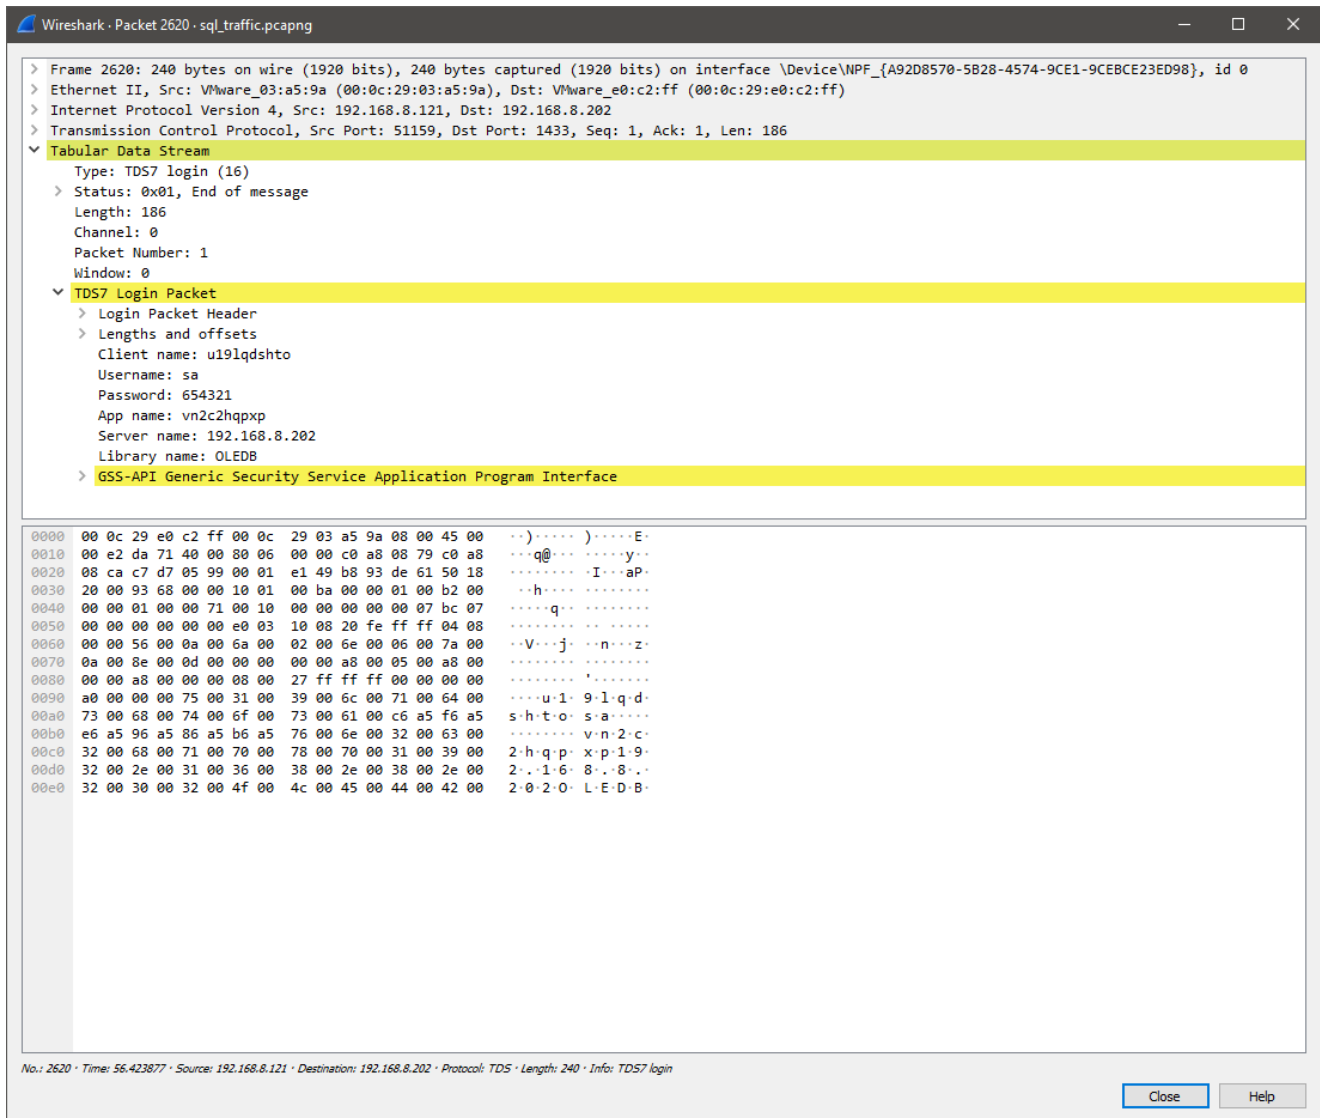 Wireshark · Packet 2620 · sql_traffic.pcapng
Frame 2620: 240 bytes on wire (1920 bits), 240 bytes captured (1920 bits) on interface \Device\NPF_{A92D8570-5B28-4574-9CE1-9CEBCE23ED98}, id 0
Ethernet II, Src: VMware_03:a5:9a (00:0c:29:03:a5:9a), Dst: VMware_e0:c2:ff (00:0c:29:e0:c2:ff)
Internet Protocol Version 4, Src: 192.168.8.121, Dst: 192.168.8.202
Transmission Control Protocol, Src Port: 51159, Dst Port: 1433, Seq: 1, Ack: 1, Len: 186
Tabular Data Stream
Type: TDS7 login (16)
Status: 0x01, End of message
Length: 186
Channel: 0
Packet Number: 1
Window: 0
TDS7 Login Packet
Login Packet Header
Lengths and offsets
Client name: u19lqdshto
Username: sa
Password: 654321
App name: vn2c2hqpxp
Server name: 192.168.8.202
Library name: OLEDB
GSS-API Generic Security Service Application Program Interface
0000 00 0c 29 e0 c2 ff 00 0c 29 03 a5 9a 08 00 45 00 ··)····· )·····E·
0010 00 e2 da 71 40 00 80 06 00 00 c0 a8 08 79 c0 a8 ···q@··· ·····y··
0020 08 ca c7 d7 05 99 00 01 e1 49 b8 93 de 61 50 18 ········ ·I···aP·
0030 20 00 93 68 00 00 10 01 00 ba 00 00 01 00 b2 00 ··h···· ········
0040 00 00 01 00 00 71 00 10 00 00 00 00 00 07 bc 07 ·····q·· ········
0050 00 00 00 00 00 00 e0 03 10 08 20 fe ff ff 04 08 ········ ·· ·····
0060 00 00 56 00 0a 00 6a 00 02 00 6e 00 06 00 7a 00 ··V···j· ··n···z·
0070 0a 00 8e 00 0d 00 00 00 00 00 a8 00 05 00 a8 00 ········ ········
0080 00 00 a8 00 00 00 08 00 27 ff ff ff 00 00 00 00 ········ '·······
0090 a0 00 00 00 75 00 31 00 39 00 6c 00 71 00 64 00 ····u·1· 9·l·q·d·
00a0 73 00 68 00 74 00 6f 00 73 00 61 00 c6 a5 f6 a5 s·h·t·o· s·a·····
00b0 e6 a5 96 a5 86 a5 b6 a5 76 00 6e 00 32 00 63 00 ········ v·n·2·c·
00c0 32 00 68 00 71 00 70 00 78 00 70 00 31 00 39 00 2·h·q·p· x·p·1·9·
00d0 32 00 2e 00 31 00 36 00 38 00 2e 00 38 00 2e 00 2·.·1·6· 8·.·8·.·
00e0 32 00 30 00 32 00 4f 00 4c 00 45 00 44 00 42 00 2·0·2·O· L·E·D·B·
No.: 2620 · Time: 56.423877 · Source: 192.168.8.121 · Destination: 192.168.8.202 · Protocol: TDS · Length: 240 · Info: TDS7 login
Close Help